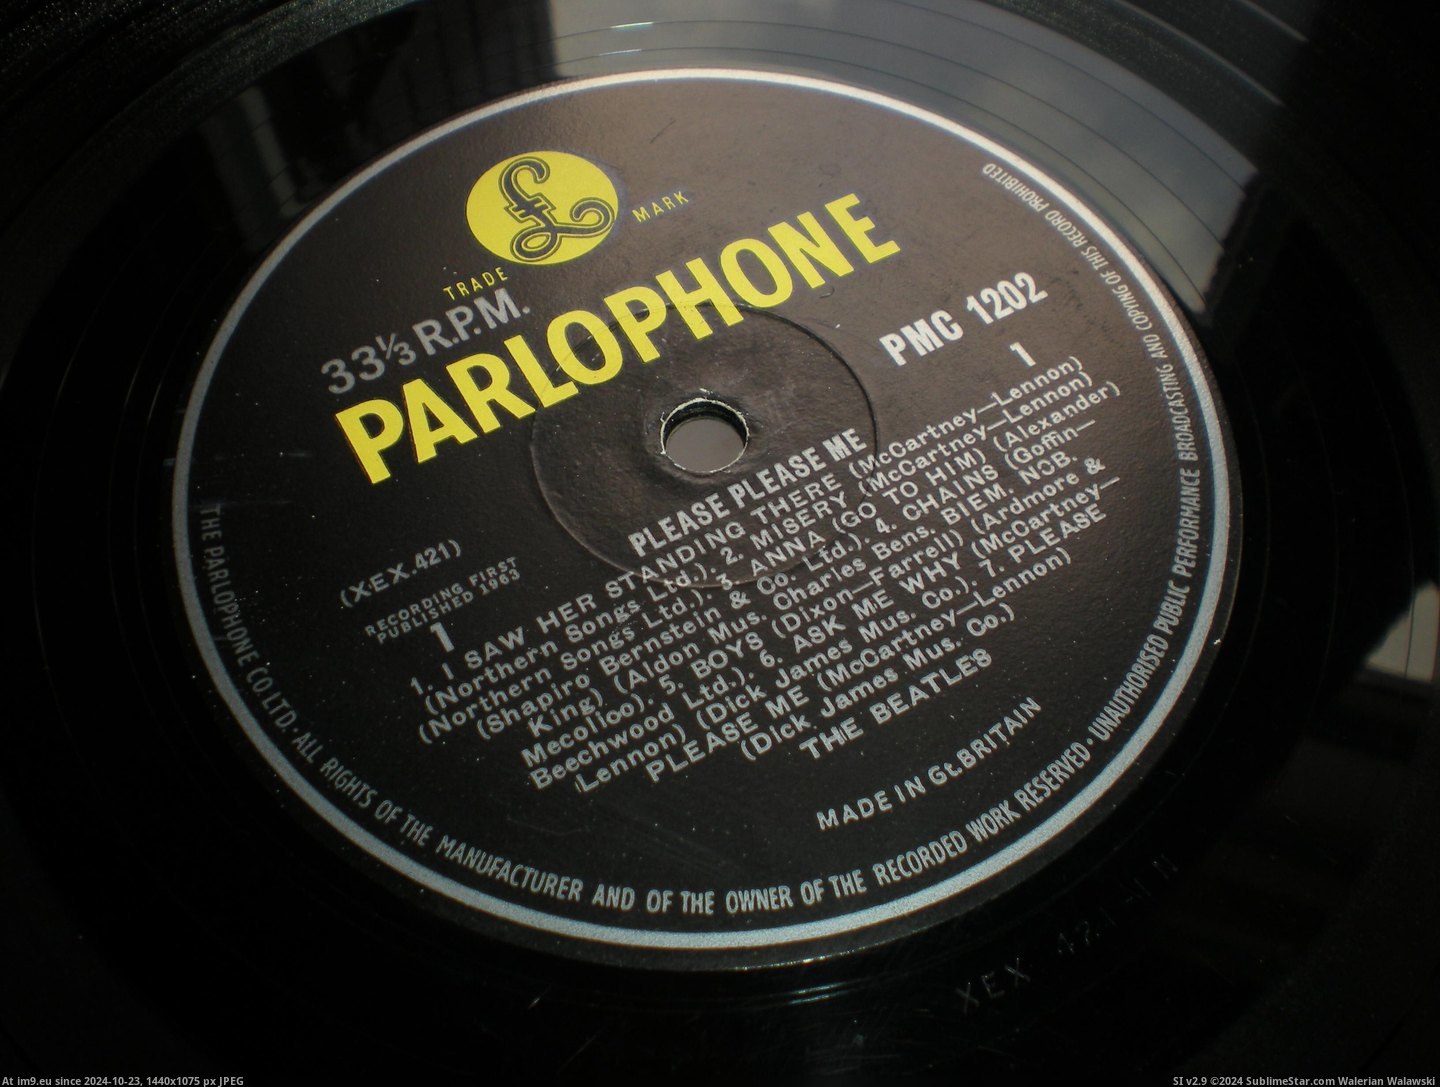 TRADE MARK
33⅓ R.P.M.
PARLOPHONE
PMC 1202
1
(XEX.421)
RECORDING FIRST
PUBLISHED 1963
1
PLEASE PLEASE ME
1. I SAW HER STANDING THERE (McCartney—Lennon)
(Northern Songs Ltd.). 2. MISERY (McCartney—Lennon)
(Northern Songs Ltd.). 3. ANNA (GO TO HIM) (Alexander)
(Shapiro Bernstein & Co. Ltd.). 4. CHAINS (Goffin—
King) (Aldon Mus. Charles Bens. BIEM. NOB.
Mecolico). 5. BOYS (Dixon—Farrell) (Ardmore &
Beechwood Ltd.). 6. ASK ME WHY (McCartney—
Lennon) (Dick James Mus. Co.). 7. PLEASE
PLEASE ME (McCartney—Lennon)
(Dick James Mus. Co.)
THE BEATLES
MADE IN Gt. BRITAIN
THE PARLOPHONE CO LTD · ALL RIGHTS OF THE MANUFACTURER AND OF THE OWNER OF THE RECORDED WORK RESERVED · UNAUTHORISED PUBLIC PERFORMANCE BROADCASTING AND COPYING OF THIS RECORD PROHIBITED
XEX 421-1N
At im9.eu since 2024-10-23, 1440x1075 px JPEG
SI v2.9 ©2024 SublimeStar.com Walerian Walawski